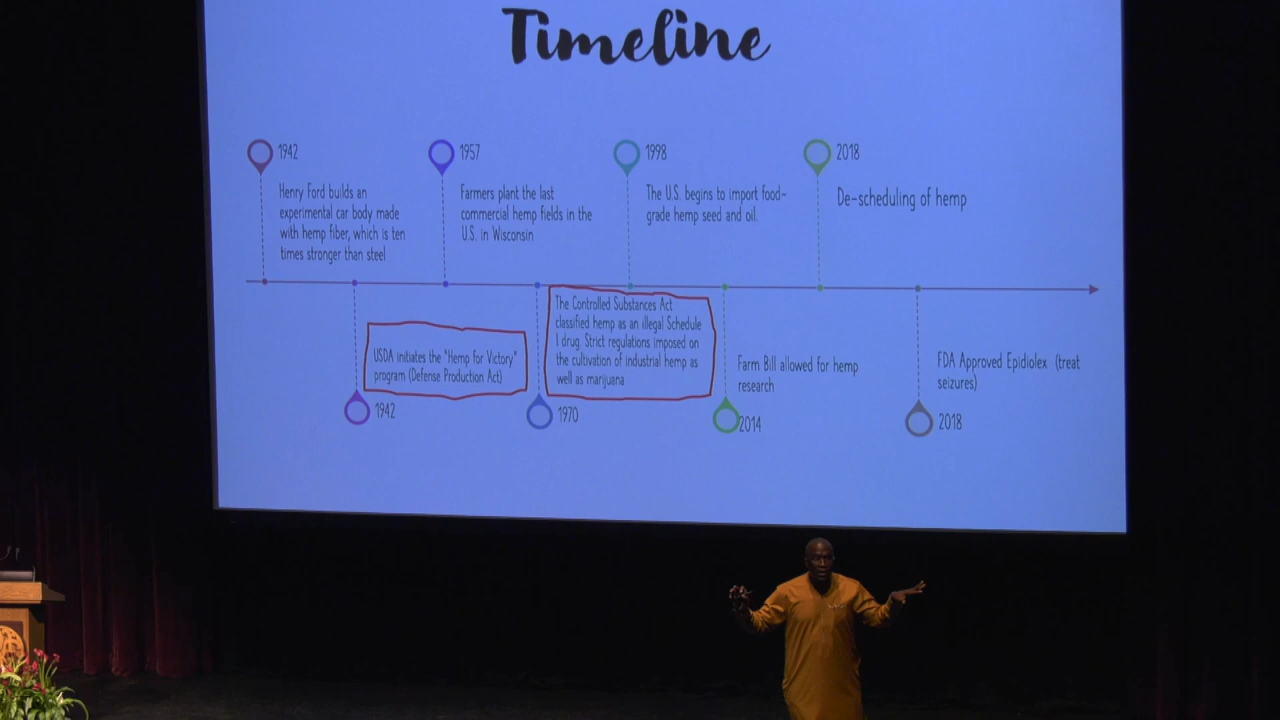 Timeline
1942
Henry Ford builds an
experimental car body made
with hemp fiber, which is ten
times stronger than steel
1957
Farmers plant the last
commercial hemp fields in the
U.S. in Wisconsin
1998
The U.S. begins to import food-
grade hemp seed and oil.
2018
De-scheduling of hemp
USDA initiates the "Hemp for Victory"
program (Defense Production Act)
1942
The Controlled Substances Act
classified hemp as an illegal Schedule
I drug. Strict regulations imposed on
the cultivation of industrial hemp as
well as marijuana
1970
Farm Bill allowed for hemp
research
2014
FDA Approved Epidiolex (treat
seizures)
2018